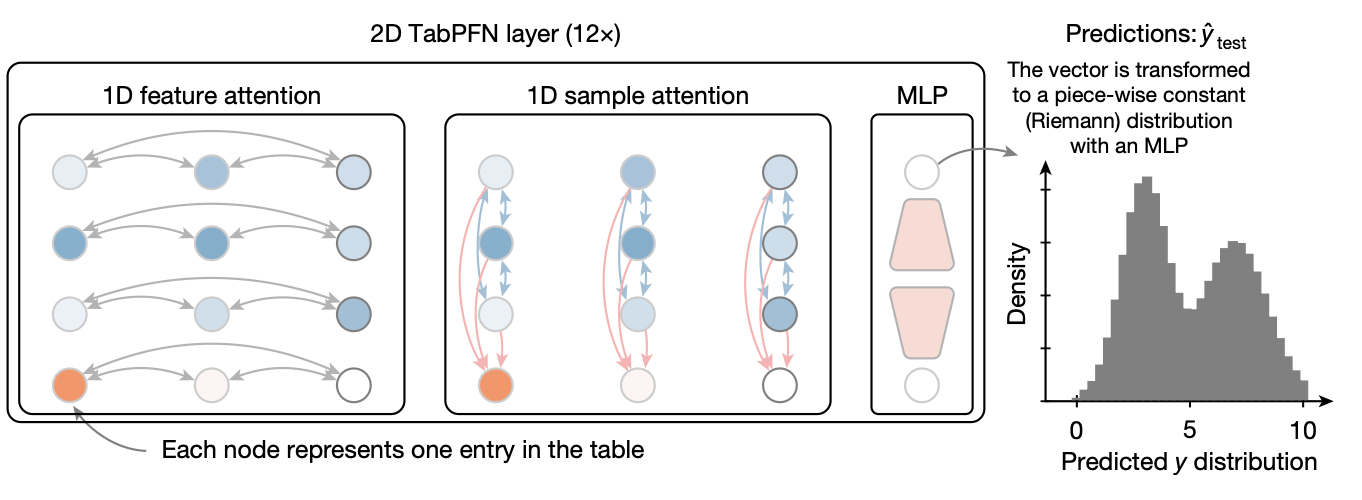 2D TabPFN layer (12×)
1D feature attention
1D sample attention
MLP
Each node represents one entry in the table
Predictions: ŷ test
The vector is transformed
to a piece-wise constant
(Riemann) distribution
with an MLP
Density
0 5 10
Predicted y distribution